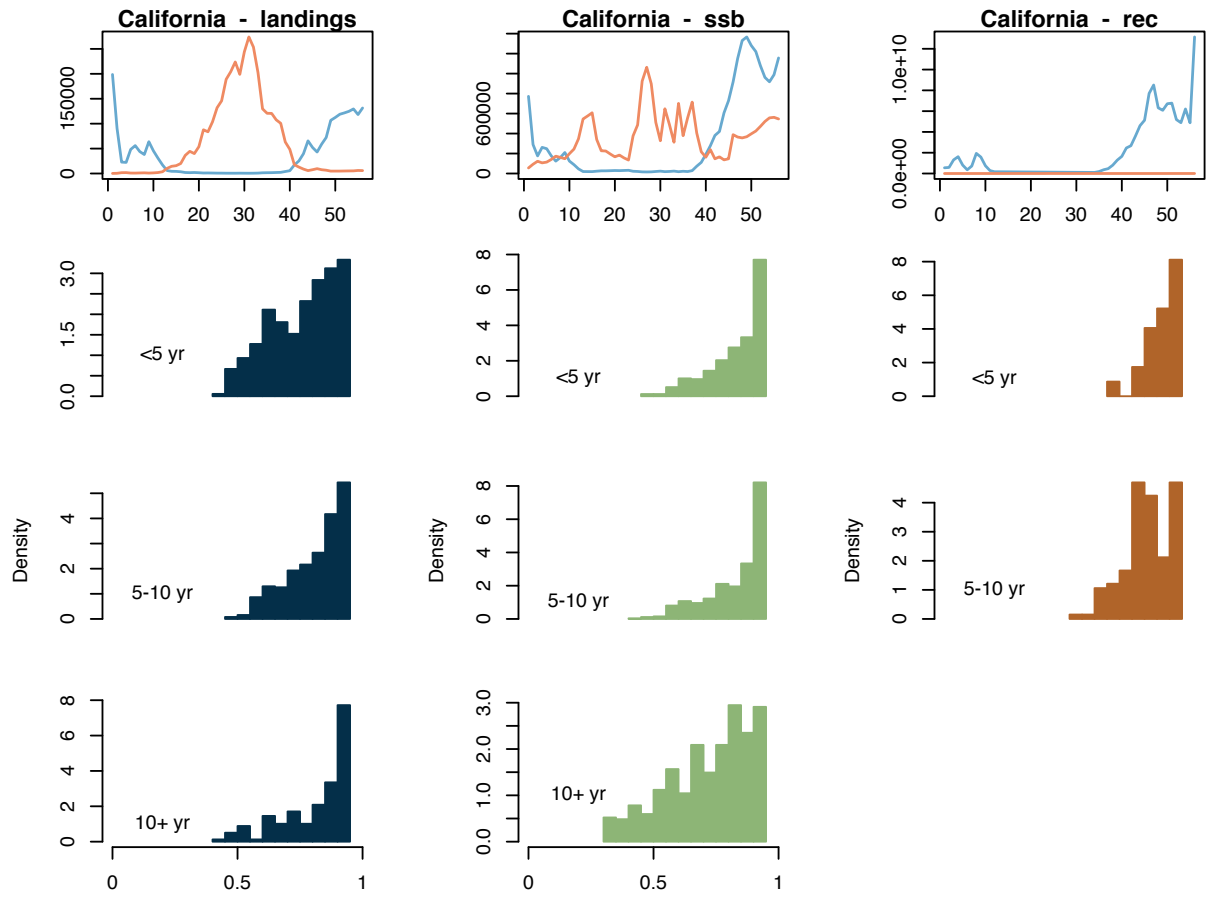 California - landings
California - ssb
California - rec
0
150000
0 10 20 30 40 50
0
600000
0 10 20 30 40 50
0.0e+00
1.0e+10
0 10 20 30 40 50
0.0
1.5
3.0
<5 yr
0
2
4
6
8
<5 yr
0
2
4
6
8
<5 yr
Density
0
2
4
5-10 yr
Density
0
2
4
6
8
5-10 yr
Density
0
1
2
3
4
5-10 yr
0
2
4
6
8
10+ yr
0 0.5 1
0.0
1.0
2.0
3.0
10+ yr
0 0.5 1